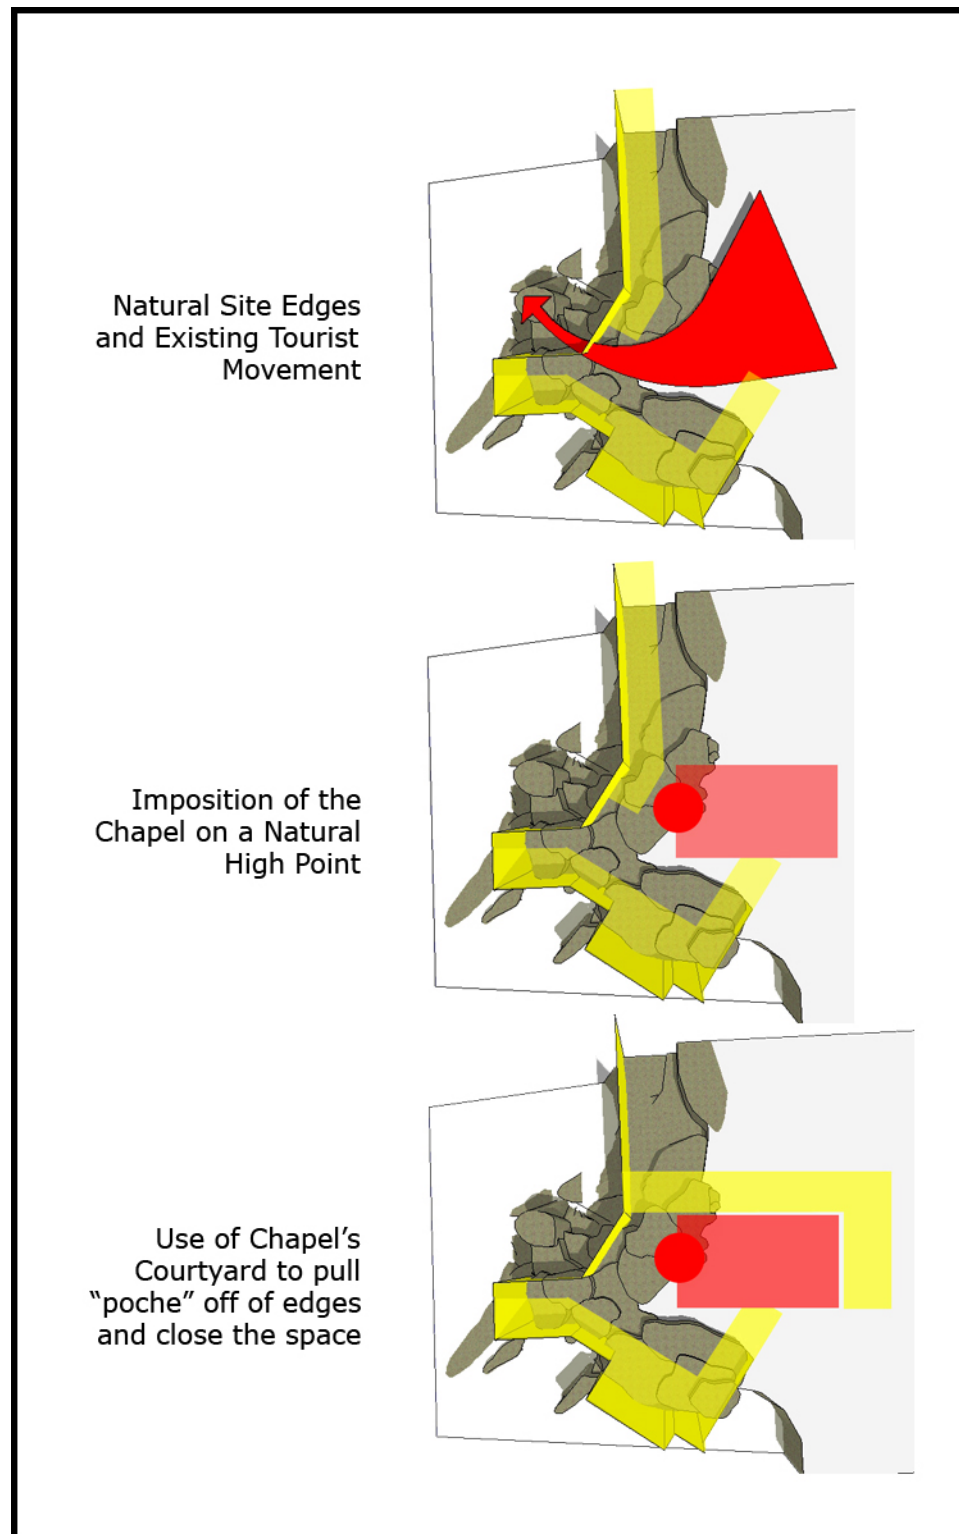 Natural Site Edges
and Existing Tourist
Movement
Imposition of the
Chapel on a Natural
High Point
Use of Chapel’s
Courtyard to pull
“poche” off of edges
and close the space